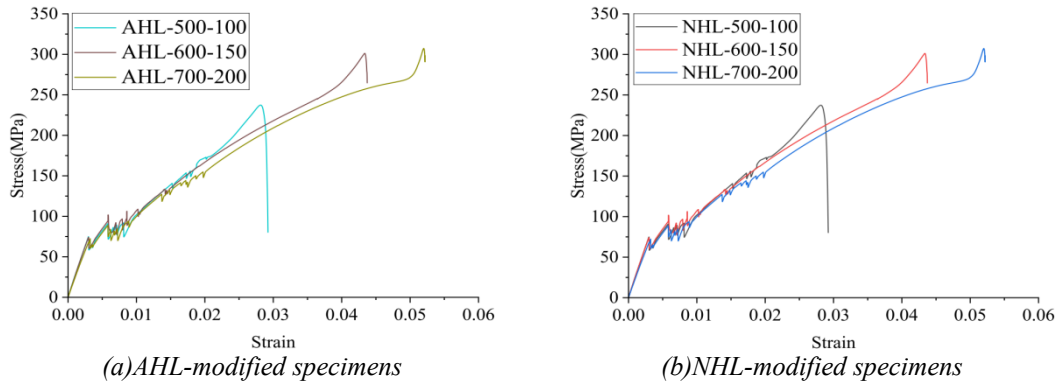 AHL-500-100
AHL-600-150
AHL-700-200
350
300
250
200
150
100
50
0
Stress(MPa)
0.00 0.01 0.02 0.03 0.04 0.05 0.06
Strain
(a)AHL-modified specimens
NHL-500-100
NHL-600-150
NHL-700-200
350
300
250
200
150
100
50
0
Stress(MPa)
0.00 0.01 0.02 0.03 0.04 0.05 0.06
Strain
(b)NHL-modified specimens